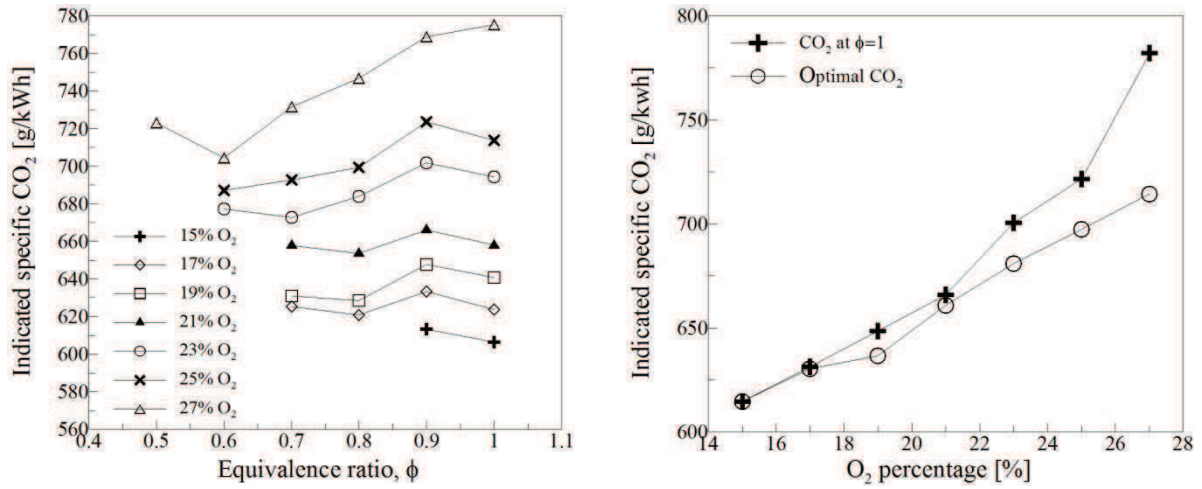 780
760
740
720
700
680
660
640
620
600
580
560
Indicated specific CO₂ [g/kWh]
15% O₂
17% O₂
19% O₂
21% O₂
23% O₂
25% O₂
27% O₂
0.4 0.5 0.6 0.7 0.8 0.9 1 1.1
Equivalence ratio, ϕ
800
750
700
650
600
Indicated specific CO₂ [g/kwh]
CO₂ at ϕ=1
Optimal CO₂
14 16 18 20 22 24 26 28
O₂ percentage [%]